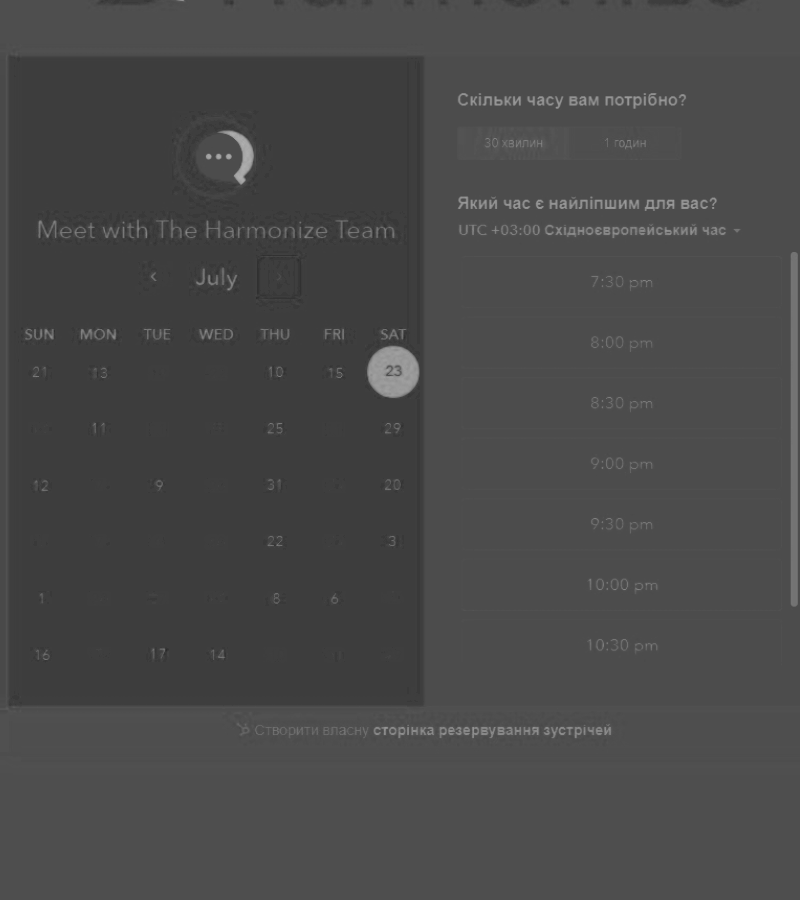 Meet with The Harmonize Team
July
SUN MON TUE WED THU FRI SAT
21 13 10 15 23
11 25 29
12 9 31 20
22 3
1 8 6
16 17 14
Скільки часу вам потрібно?
30 хвилин 1 годин
Який час є найліпшим для вас?
UTC +03:00 Східноєвропейський час
7:30 pm
8:00 pm
8:30 pm
9:00 pm
9:30 pm
10:00 pm
10:30 pm
Створити власну сторінка резервування зустрічей